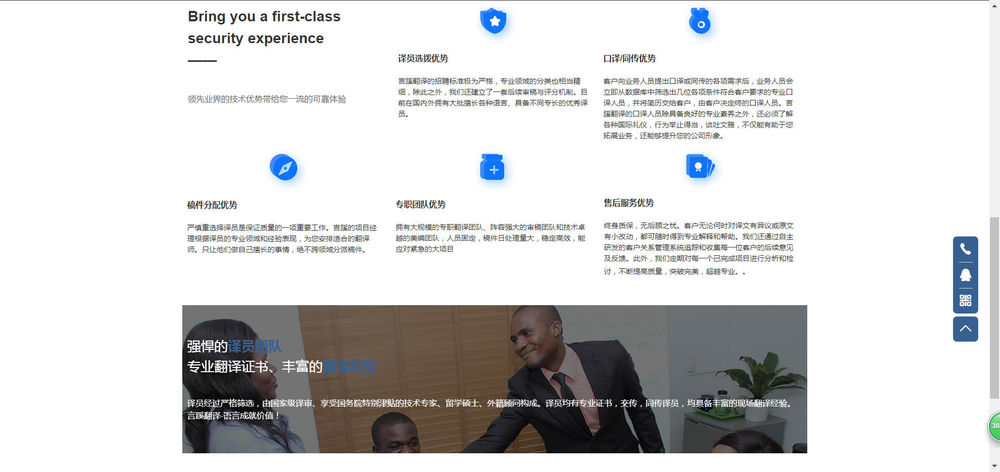 Bring you a first-class
security experience
领先业界的技术优势带给您一流的可靠体验
译员选拨优势
言蹊翻译的招聘标准极为严格，专业领域的分类也相当精
细，除此之外，我们还建立了一套后续审稿与评分机制。目
前在国内外拥有大批擅长各种语言、具备不同专长的优秀译
员。
口译/同传优势
客户向业务人员提出口译或同传的各项需求后，业务人员会
立即从数据库中筛选出几位各项条件符合客户要求的专业口
译人员，并将简历交给客户，由客户决定终的口译人员。言
蹊翻译的口译人员除具备良好的专业素养之外，还必须了解
各种国际礼仪，行为举止得当，谈吐文雅，不仅能有助于您
拓展业务，还能够提升您的公司形象。
稿件分配优势
严慎重选择译员是保证质量的一项重要工作。言蹊的项目经
理根据译员的专业领域和经验表现，为您安排适合的翻译
师。只让他们做自己擅长的事情，绝不跨领域分派稿件。
专职团队优势
拥有大规模的专职翻译团队、阵容强大的审稿团队和技术卓
越的美编团队，人员固定，稿件日处理量大，稳定高效，能
应对紧急的大项目
售后服务优势
终身质保，无后顾之忧。客户无论何时对译文有异议或原文
有小改动，都可随时得到专业解释和帮助。我们还通过自主
研发的客户关系管理系统追踪和收集每一位客户的后续意见
及反馈。此外，我们定期对每一个已完成项目进行分析和检
讨，不断提高质量，突破完美，超越专业。。
强悍的译员团队
专业翻译证书、丰富的翻译经验
译员经过严格筛选，由国家级译审、享受国务院特别津贴的技术专家、留学硕士、外籍顾问构成。译员均有专业证书，交传，同传译员，均具备丰富的现场翻译经验。
言蹊翻译-语言成就价值！
38